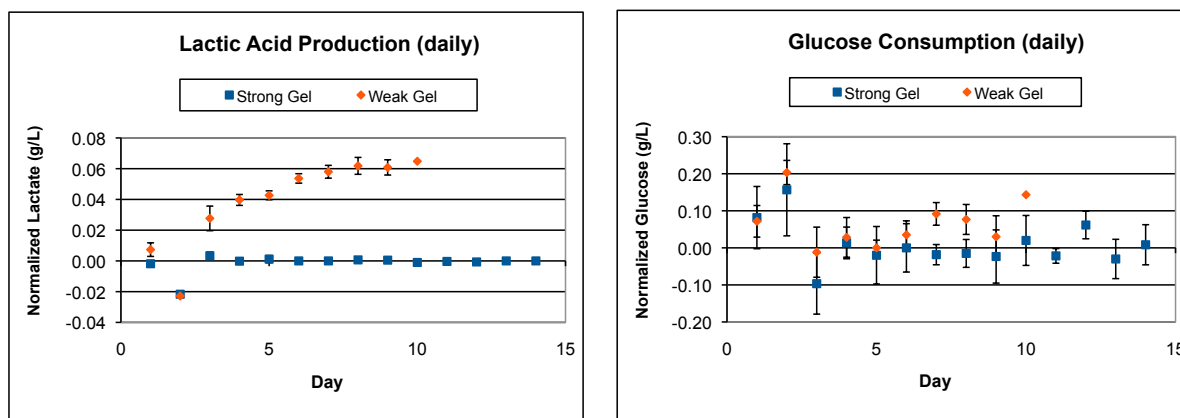 Lactic Acid Production (daily)
Strong Gel Weak Gel
Normalized Lactate (g/L)
0.08
0.06
0.04
0.02
0.00
-0.02
-0.04
0 5 10 15
Day
Glucose Consumption (daily)
Strong Gel Weak Gel
Normalized Glucose (g/L)
0.30
0.20
0.10
0.00
-0.10
-0.20
0 5 10 15
Day